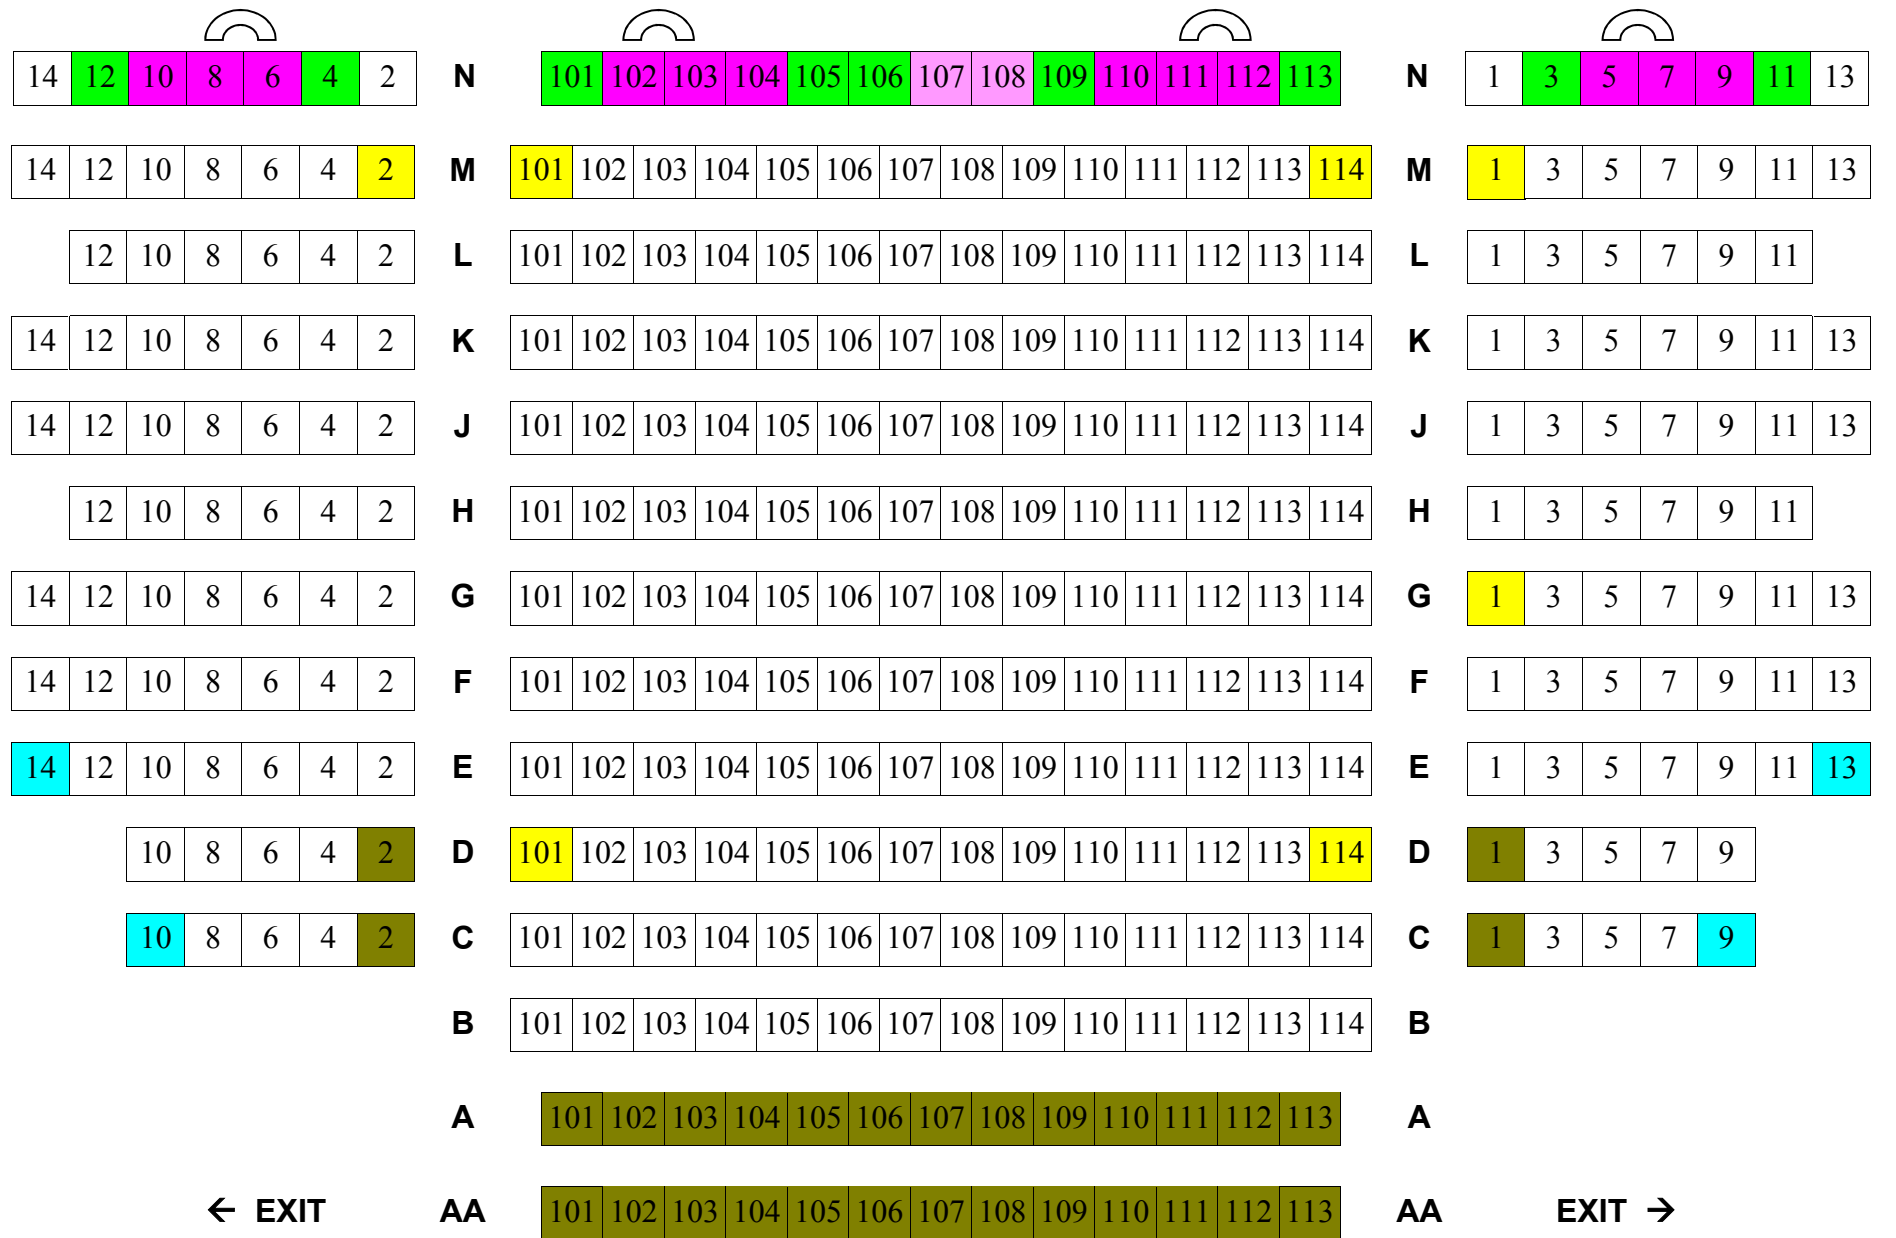 14 12 10 8 6 4 2 N 101 102 103 104 105 106 107 108 109 110 111 112 113 N 1 3 5 7 9 11 13
14 12 10 8 6 4 2 M 101 102 103 104 105 106 107 108 109 110 111 112 113 114 M 1 3 5 7 9 11 13
12 10 8 6 4 2 L 101 102 103 104 105 106 107 108 109 110 111 112 113 114 L 1 3 5 7 9 11
14 12 10 8 6 4 2 K 101 102 103 104 105 106 107 108 109 110 111 112 113 114 K 1 3 5 7 9 11 13
14 12 10 8 6 4 2 J 101 102 103 104 105 106 107 108 109 110 111 112 113 114 J 1 3 5 7 9 11 13
12 10 8 6 4 2 H 101 102 103 104 105 106 107 108 109 110 111 112 113 114 H 1 3 5 7 9 11
14 12 10 8 6 4 2 G 101 102 103 104 105 106 107 108 109 110 111 112 113 114 G 1 3 5 7 9 11 13
14 12 10 8 6 4 2 F 101 102 103 104 105 106 107 108 109 110 111 112 113 114 F 1 3 5 7 9 11 13
14 12 10 8 6 4 2 E 101 102 103 104 105 106 107 108 109 110 111 112 113 114 E 1 3 5 7 9 11 13
10 8 6 4 2 D 101 102 103 104 105 106 107 108 109 110 111 112 113 114 D 1 3 5 7 9
10 8 6 4 2 C 101 102 103 104 105 106 107 108 109 110 111 112 113 114 C 1 3 5 7 9
B 101 102 103 104 105 106 107 108 109 110 111 112 113 114 B
A 101 102 103 104 105 106 107 108 109 110 111 112 113 A
← EXIT AA 101 102 103 104 105 106 107 108 109 110 111 112 113 AA EXIT →